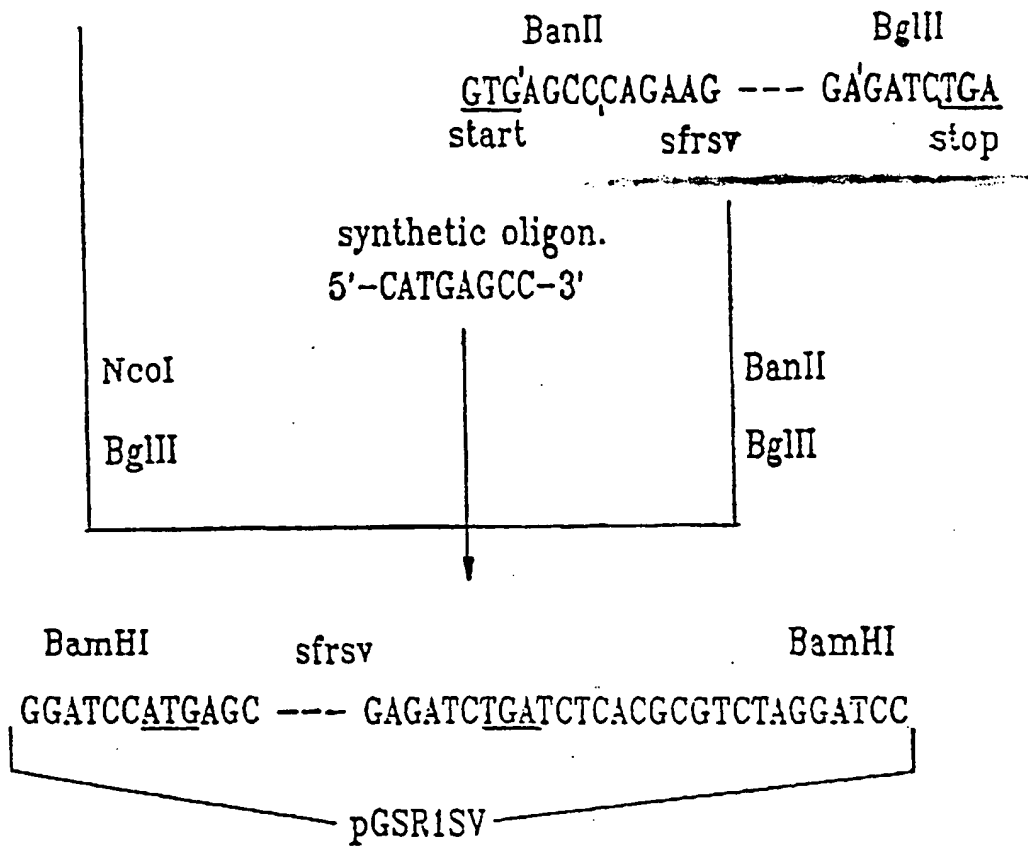 BanII BglII
GTGAGCCCAGAAG --- GAGATCTGA
start sfrsv stop
synthetic oligon.
5'-CATGAGCC-3'
NcoI BanII
BglII BglII
BamHI sfrsv BamHI
GGATCCATGAGC --- GAGATCTGATCTCACGCGTCTAGGATCC
pGSR1SV